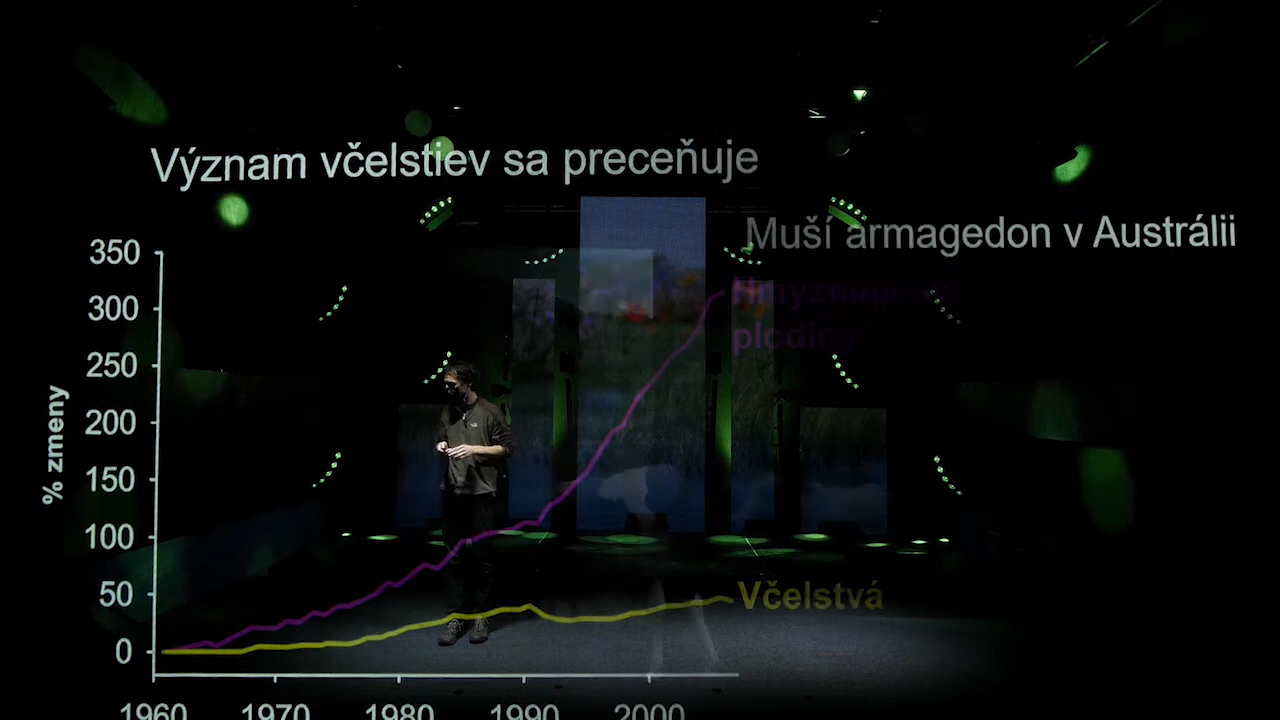 Význam včelstiev sa preceňuje
Muší armagedon v Austrálii
350
300
250
200
150
100
50
0
% zmeny
plodiny
Včelstvá
1960 1970 1980 1990 2000